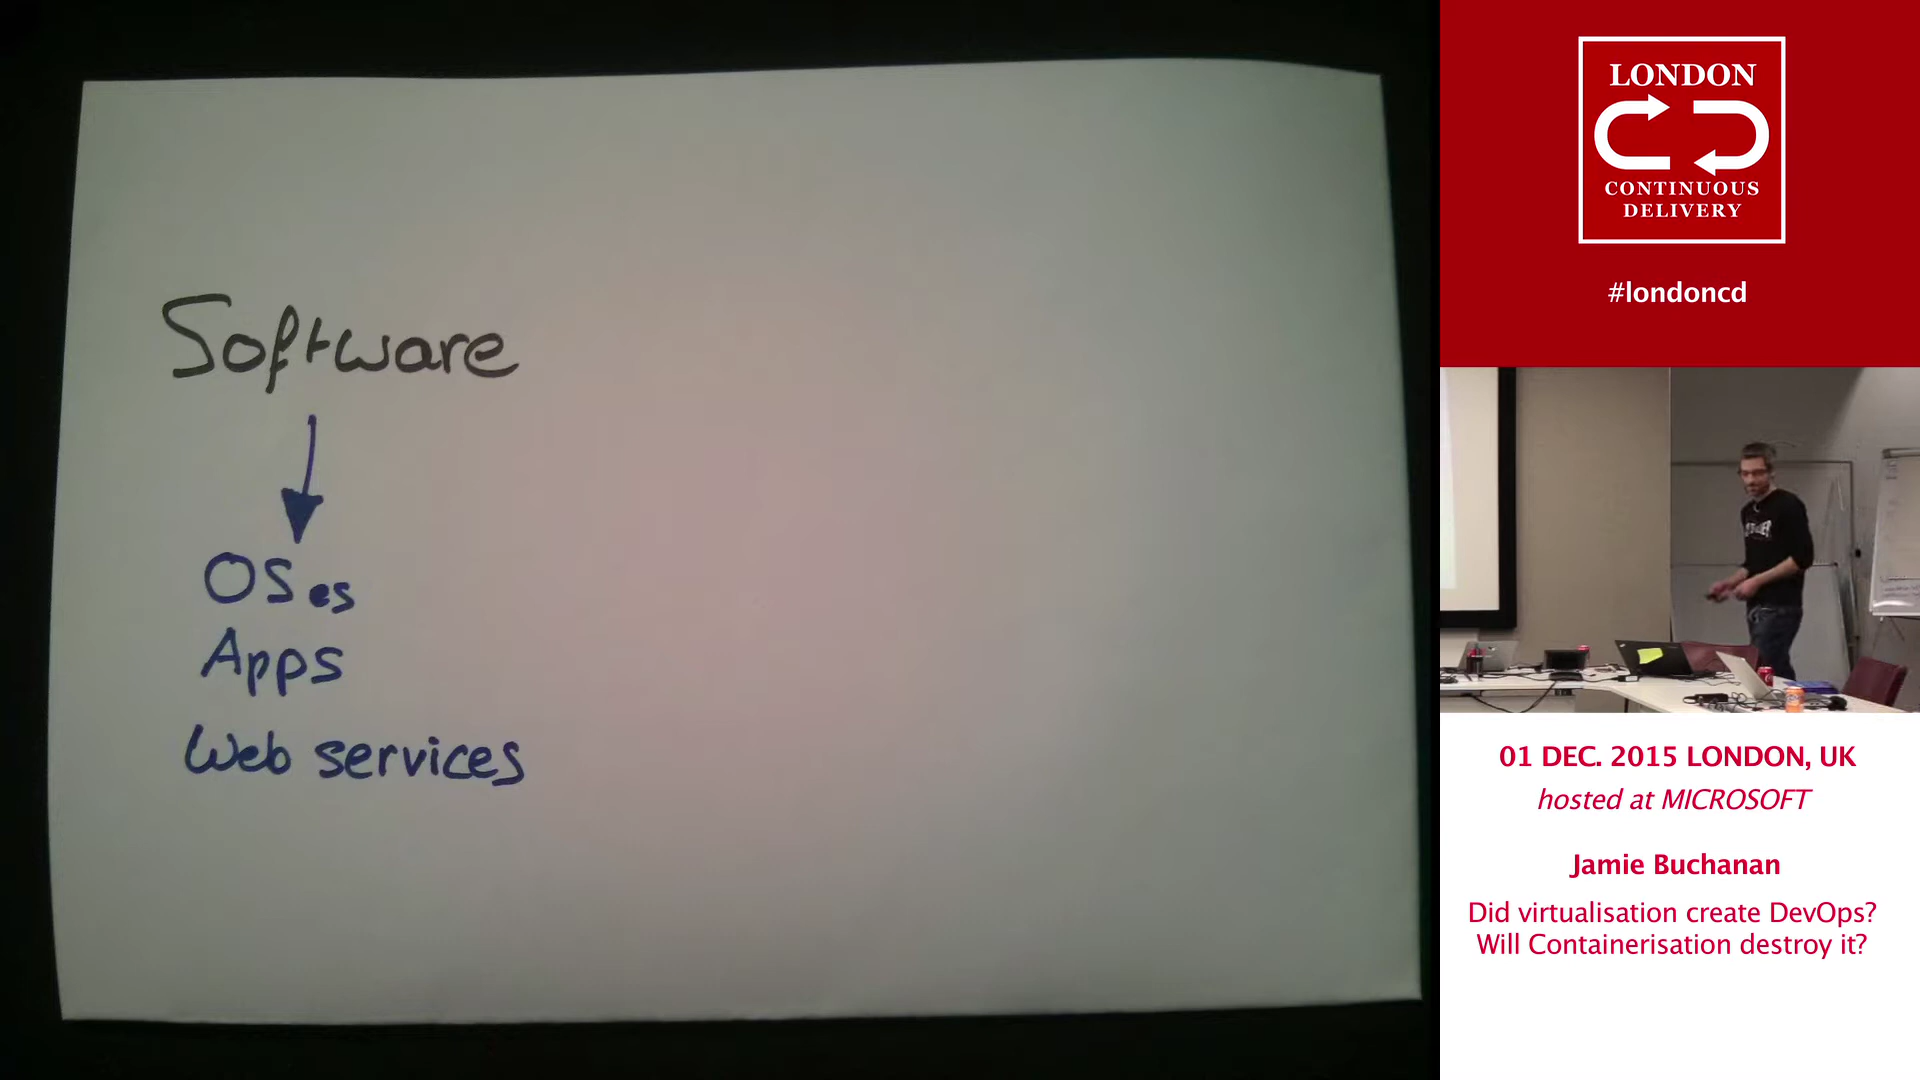 Software
OSes
Apps
Web services
LONDON
CONTINUOUS
DELIVERY
#londoncd
01 DEC. 2015 LONDON, UK
hosted at MICROSOFT
Jamie Buchanan
Did virtualisation create DevOps?
Will Containerisation destroy it?